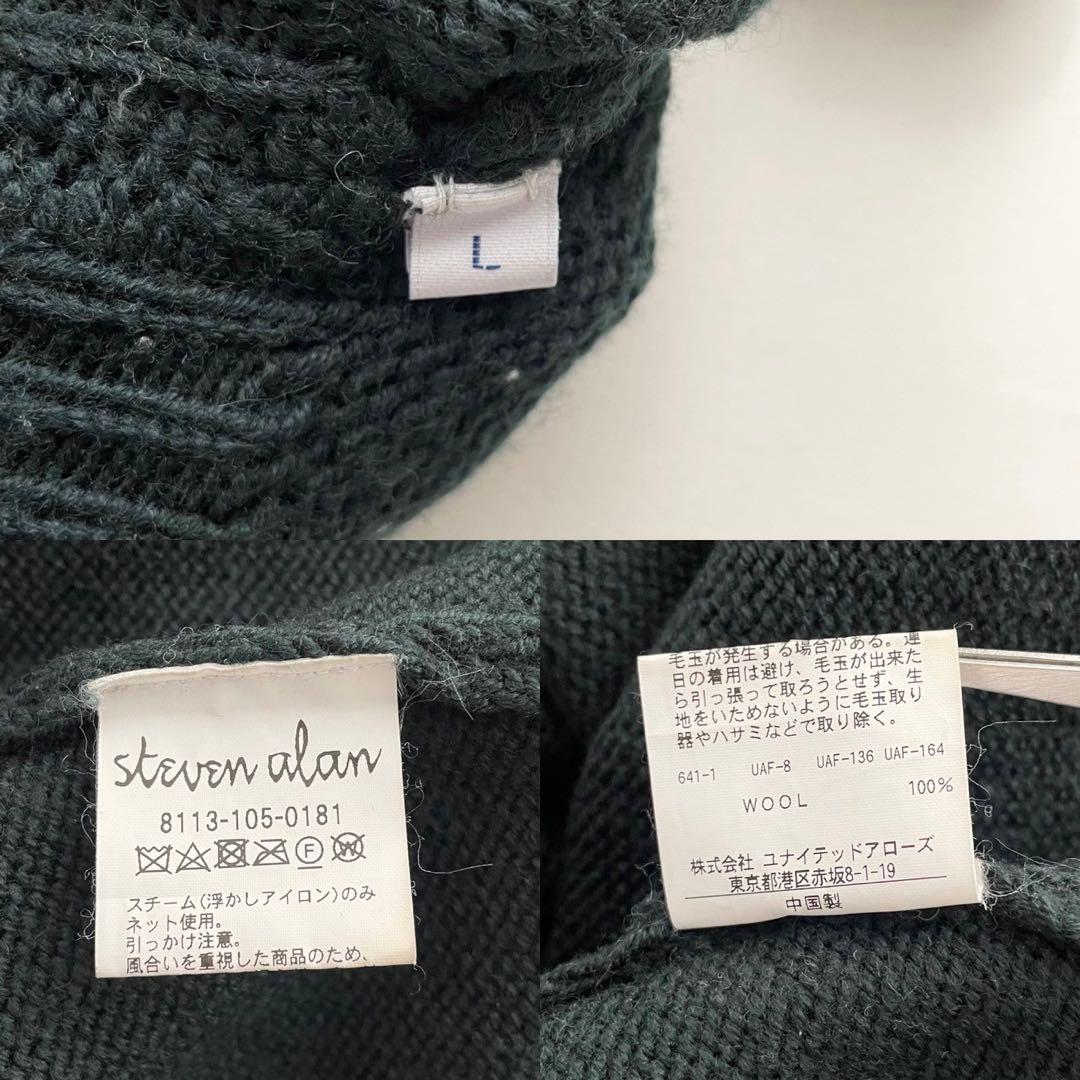 L
steven alan
8113-105-0181
F
W
スチーム(浮かしアイロン)のみ
ネット使用。
引っかけ注意。
風合いを重視した商品のため、
毛玉が発生する場合がある。連
日の着用は避け、毛玉が出来た
ら引っ張って取ろうとせず、生
地をいためないように毛玉取り
器やハサミなどで取り除く。
641-1 UAF-8 UAF-136 UAF-164
WOOL 100%
株式会社 ユナイテッドアローズ
東京都港区赤坂8-1-19
中国製